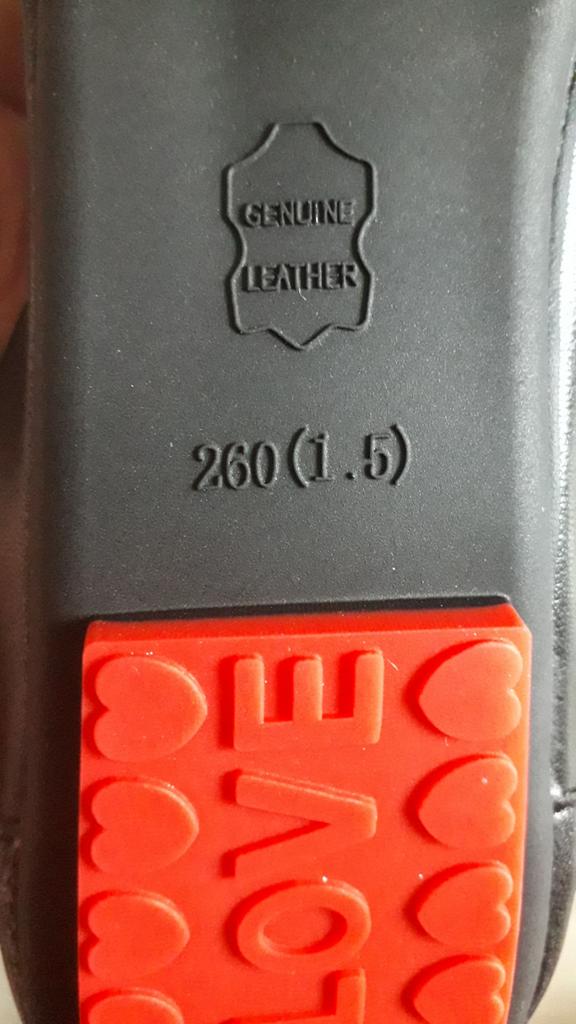 GENUINE
LEATHER
260(1.5)
LOVE